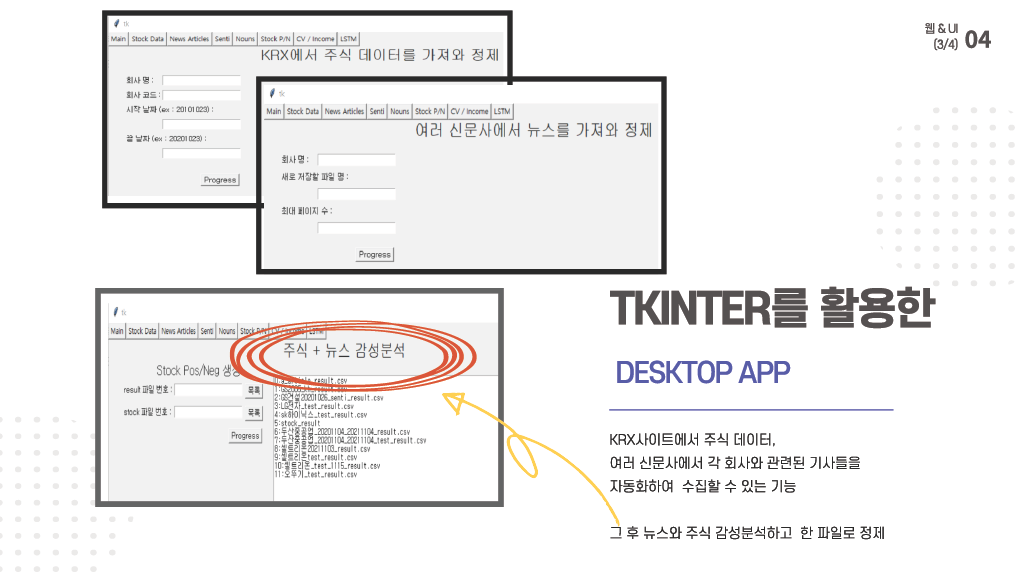 웹 & UI
(3/4) 04
tk
Main Stock Data News Articles Senti Nouns Stock P/N CV / Income LSTM
KRX에서 주식 데이터를 가져와 정제
회사 명 :
회사 코드 :
시작 날짜 (ex : 20101023) :
끝 날짜 (ex : 20201023) :
Progress
tk
Main Stock Data News Articles Senti Nouns Stock P/N CV / Income LSTM
여러 신문사에서 뉴스를 가져와 정제
회사 명 :
새로 저장할 파일 명 :
최대 페이지 수 :
Progress
tk
Main Stock Data News Articles Senti Nouns Stock P/N
주식 + 뉴스 감성분석
Stock Pos/Neg 생성
result 파일 번호 : 목록
stock 파일 번호 : 목록
Progress
2:GS건설20201026_senti_result.csv
3:LG전자_test_result.csv
4:sk하이닉스_test_result.csv
5:stock_result
6:두산중공업_20201104_20211104_result.csv
7:두산중공업_20201104_20211104_test_result.csv
8:셀트리온20211103_result.csv
9:셀트리온test_result.csv
10:셀트리온_test_1115_result.csv
11:오뚜기_test_result.csv
TKINTER를 활용한
DESKTOP APP
KRX사이트에서 주식 데이터,
여러 신문사에서 각 회사와 관련된 기사들을
자동화하여 수집할 수 있는 기능
그 후 뉴스와 주식 감성분석하고 한 파일로 정제